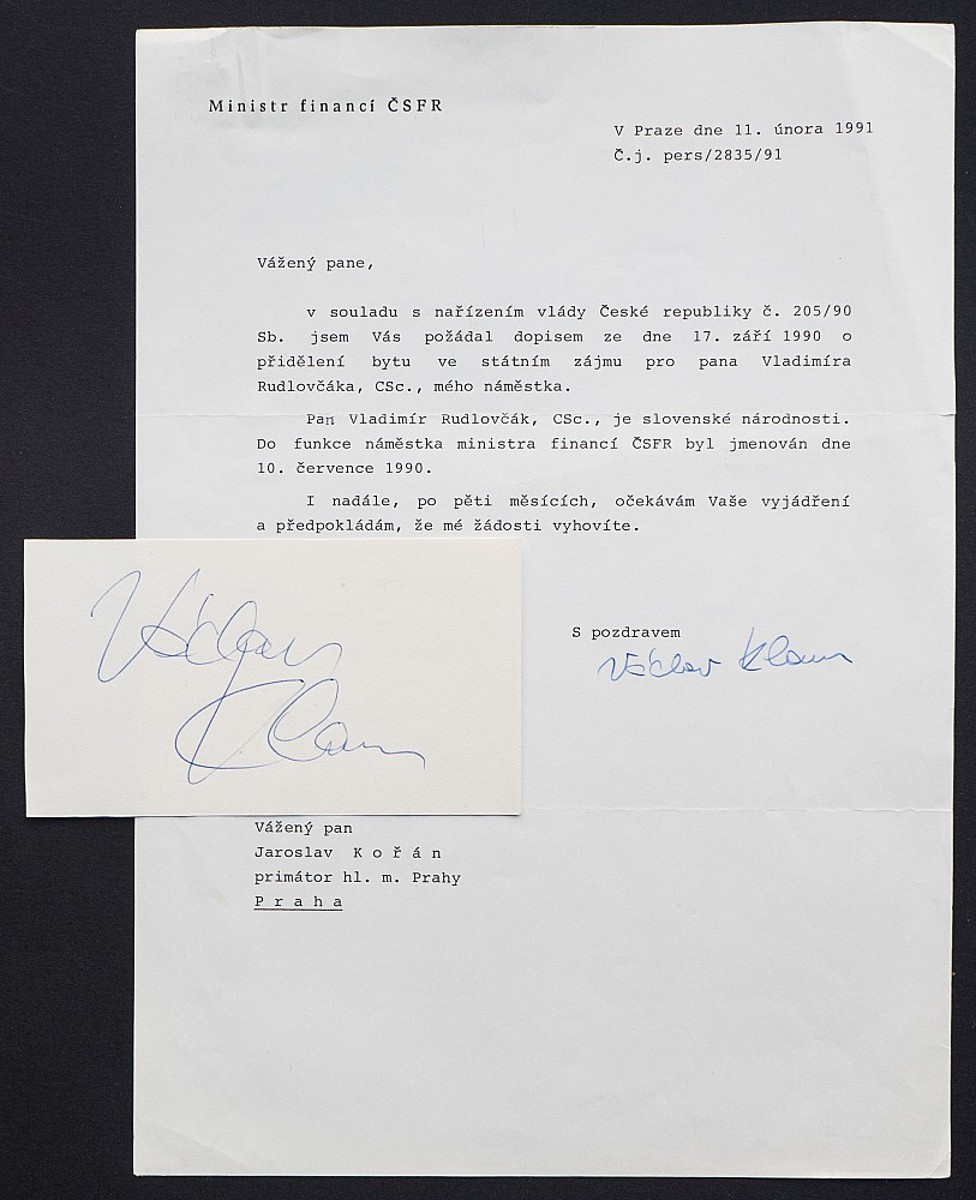 Ministr financí ČSFR
V Praze dne 11. února 1991
Č.j. pers/2835/91
Vážený pane,
v souladu s nařízením vlády České republiky č. 205/90
Sb. jsem Vás požádal dopisem ze dne 17. září 1990 o
přidělení bytu ve státním zájmu pro pana Vladimíra
Rudlovčáka, CSc., mého náměstka.
Pan Vladimír Rudlovčák, CSc., je slovenské národnosti.
Do funkce náměstka ministra financí ČSFR byl jmenován dne
10. července 1990.
I nadále, po pěti měsících, očekávám Vaše vyjádření
a předpokládám, že mé žádosti vyhovíte.
S pozdravem
Václav Klaus
Václav
Klaus
Vážený pan
Jaroslav K o ř á n
primátor hl. m. Prahy
P r a h a